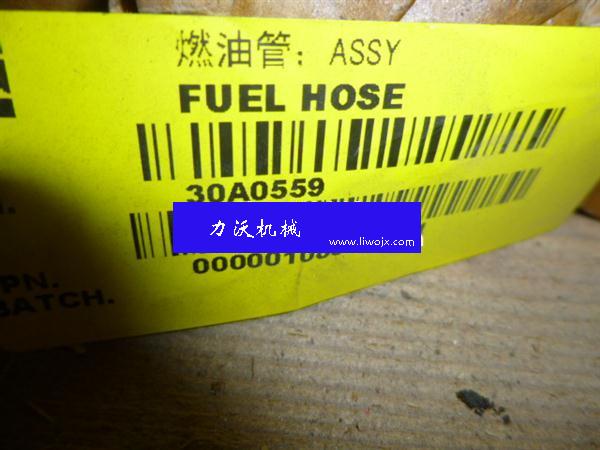 燃油管: ASSY
FUEL HOSE
30A0559
力沃机械
www.liwojx.com
PN.
BATCH.